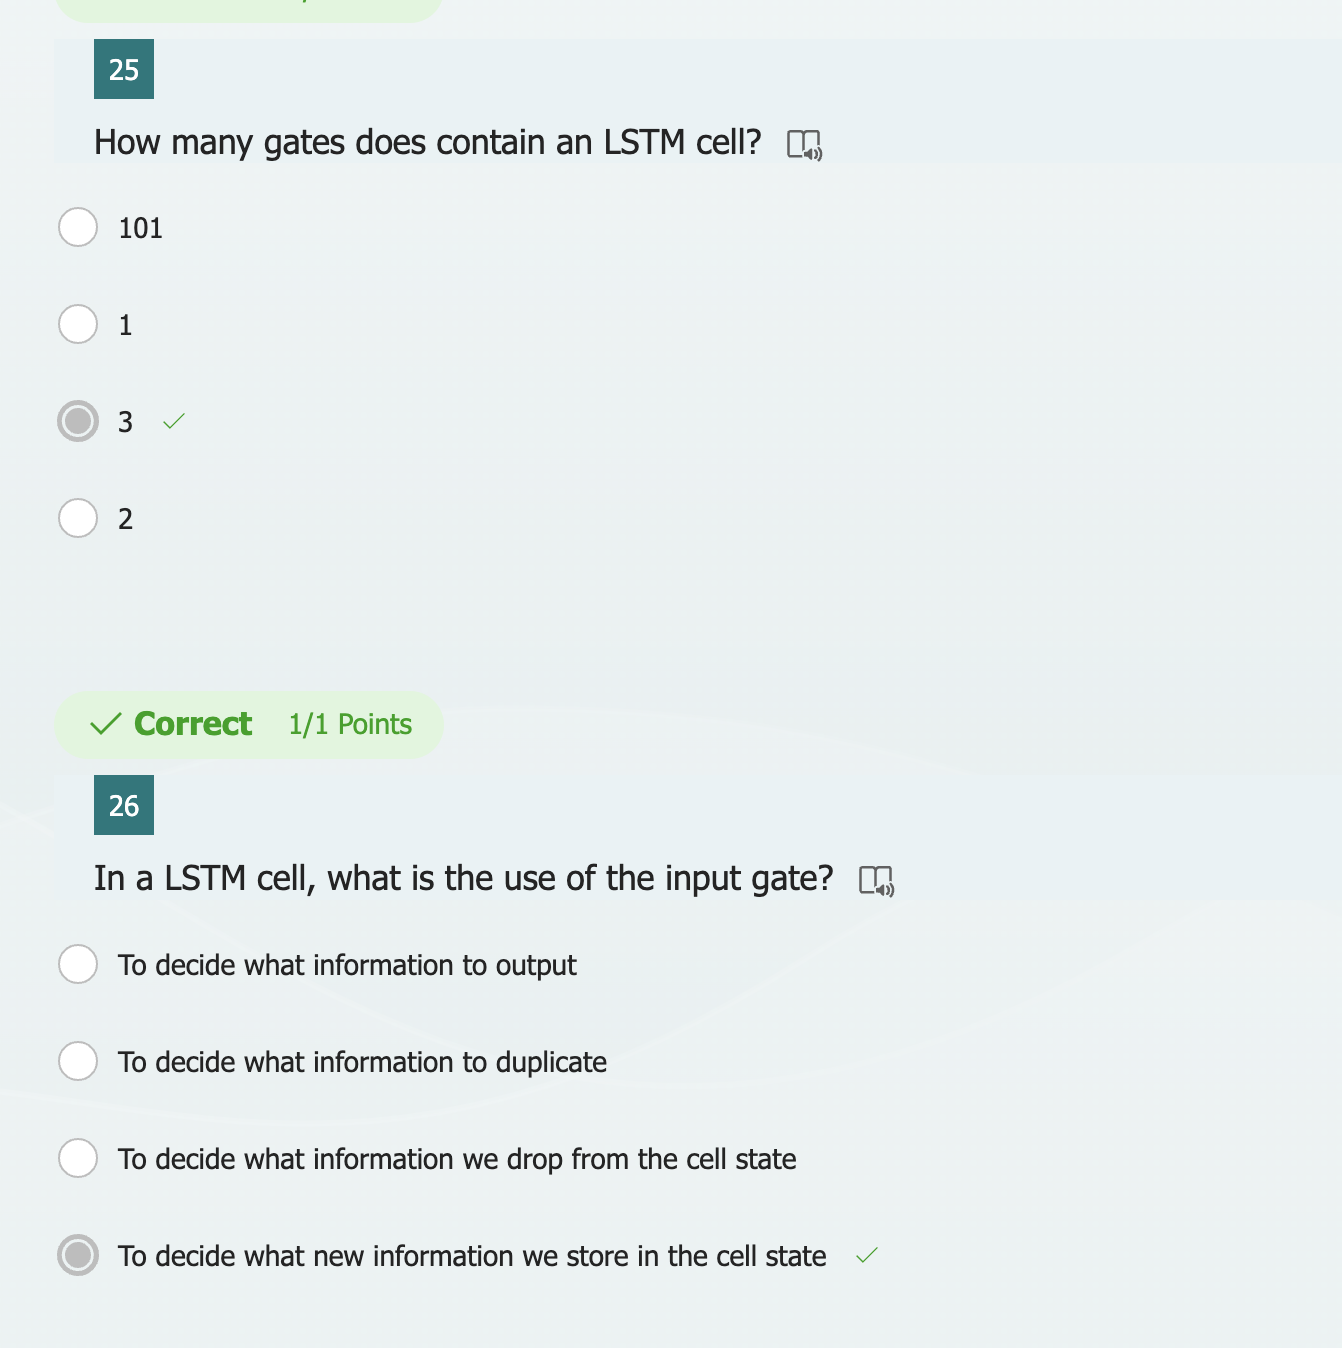 25
How many gates does contain an LSTM cell?
101
1
3
2
Correct 1/1 Points
26
In a LSTM cell, what is the use of the input gate?
To decide what information to output
To decide what information to duplicate
To decide what information we drop from the cell state
To decide what new information we store in the cell state